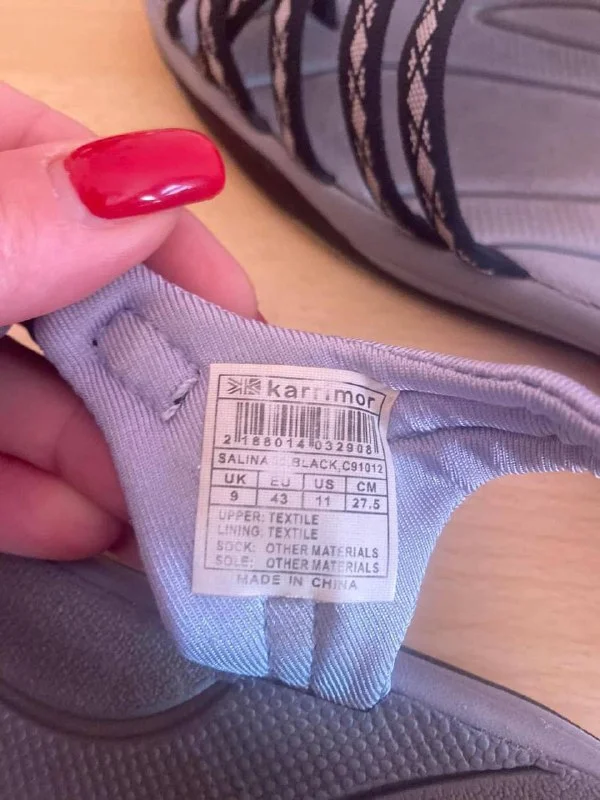 karrimor
2 188014 032908
SALINA BLACK,C91012
UK EU US CM
9 43 11 27.5
UPPER: TEXTILE
LINING: TEXTILE
SOCK: OTHER MATERIALS
SOLE: OTHER MATERIALS
MADE IN CHINA